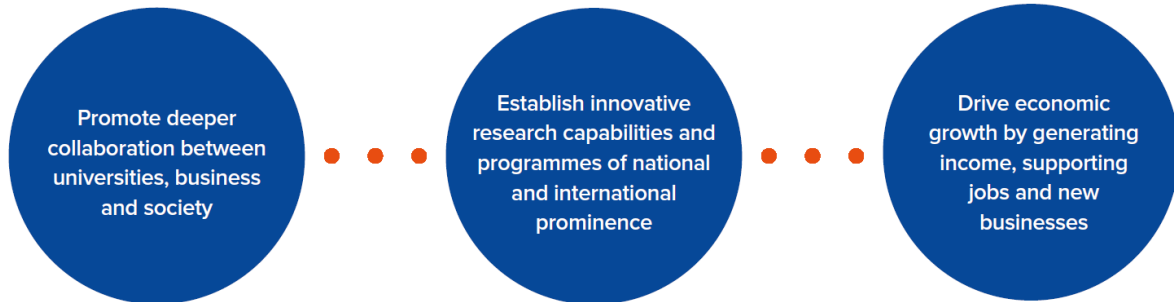 Promote deeper
collaboration between
universities, business
and society
Establish innovative
research capabilities and
programmes of national
and international
prominence
Drive economic
growth by generating
income, supporting
jobs and new
businesses